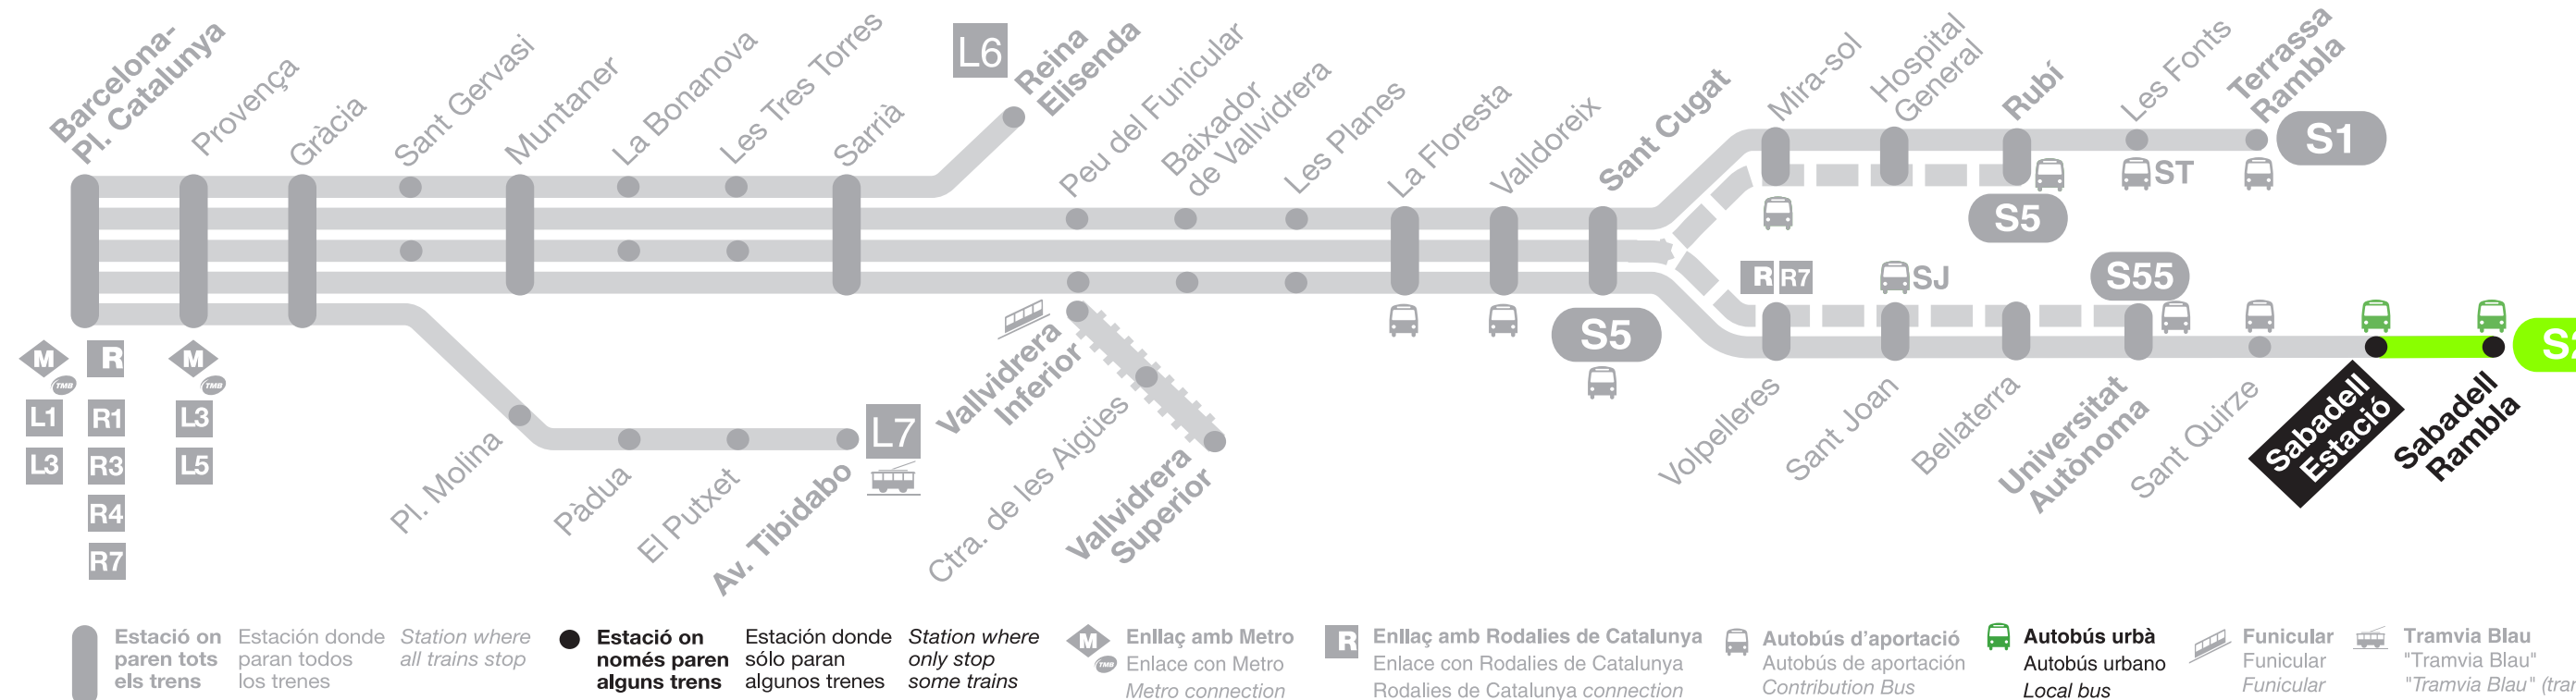 Barcelona-
Pl. Catalunya
Provença
Gràcia
Sant Gervasi
Muntaner
La Bonanova
Les Tres Torres
Sarrià
L6
Reina
Elisenda
Peu del Funicular
Baixador
de Vallvidrera
Les Planes
La Floresta
Valldoreix
Sant Cugat
Mira-sol
Hospital
General
Rubí
Les Fonts
Terrassa
Rambla
S1
ST
S5
R R7
SJ
S55
S5
S2
M R M
TMB TMB
L1 R1 L3
L3 R3 L5
R4
R7
Pl. Molina
Pàdua
El Putxet
Av. Tibidabo
L7
Vallvidrera
Inferior
Ctra. de les Aigües
Vallvidrera
Superior
Volpelleres
Sant Joan
Bellaterra
Universitat
Autònoma
Sant Quirze
Sabadell
Estació
Sabadell
Rambla
Estació on
paren tots
els trens
Estación donde
paran todos
los trenes
Station where
all trains stop
Estació on
només paren
alguns trens
Estación donde
sólo paran
algunos trenes
Station where
only stop
some trains
M
TMB
Enllaç amb Metro
Enlace con Metro
Metro connection
R
Enllaç amb Rodalies de Catalunya
Enlace con Rodalies de Catalunya
Rodalies de Catalunya connection
Autobús d'aportació
Autobús de aportación
Contribution Bus
Autobús urbà
Autobús urbano
Local bus
Funicular
Funicular
Funicular
Tramvia Blau
"Tramvia Blau"
"Tramvia Blau" (tra